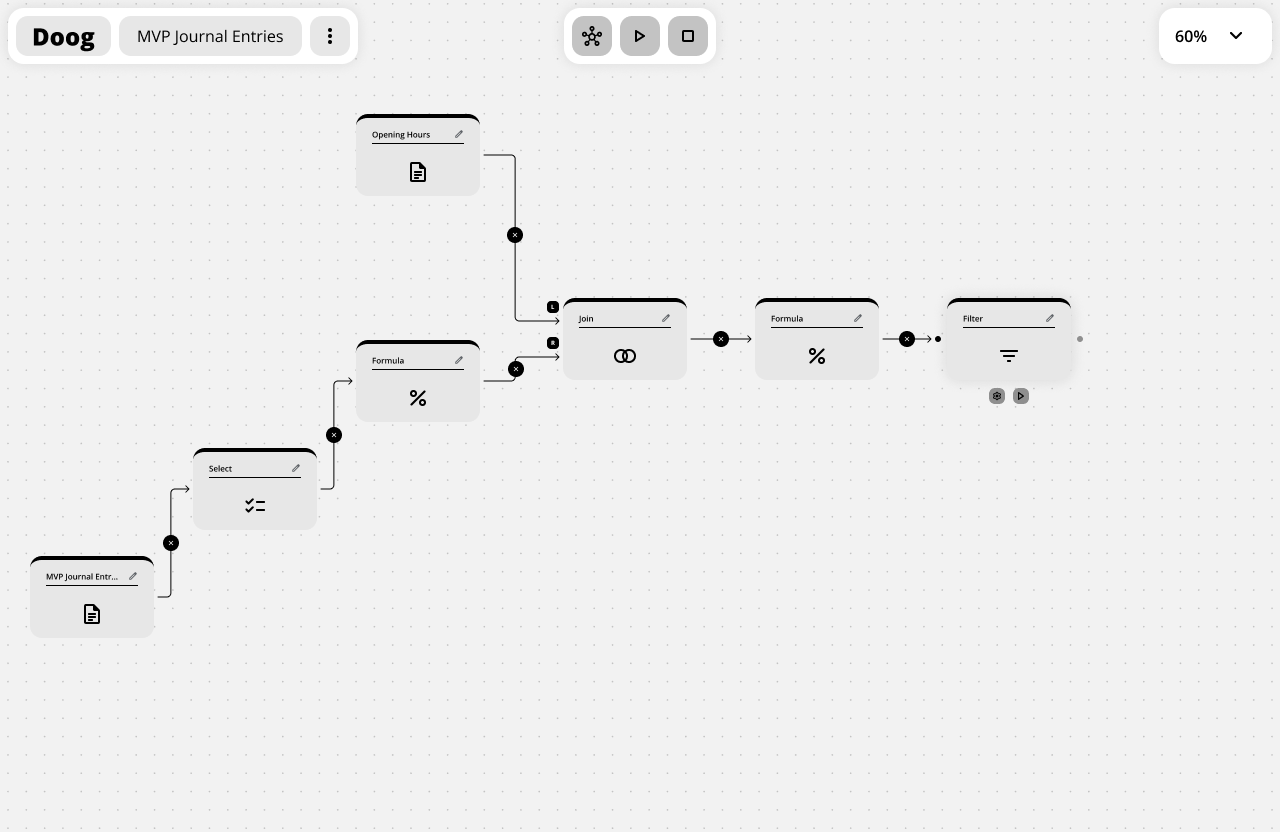 Doog
MVP Journal Entries
60%
Opening Hours
L
Join
Formula
Filter
R
Formula
Select
MVP Journal Entr...